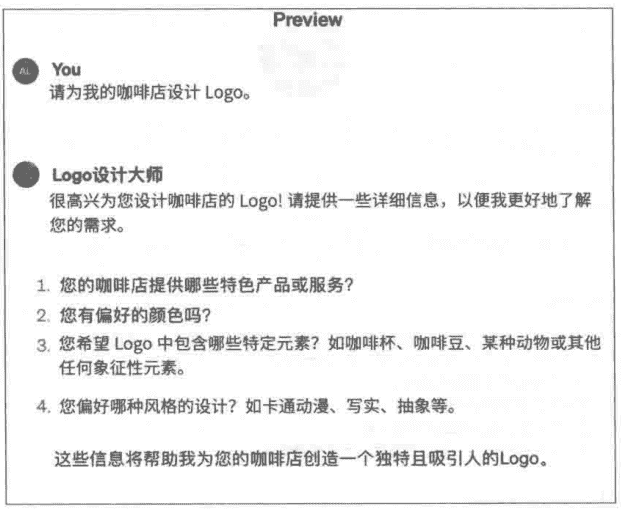 Preview
You
请为我的咖啡店设计 Logo。
Logo设计大师
很高兴为您设计咖啡店的 Logo! 请提供一些详细信息，以便我更好地了解
您的需求。
1. 您的咖啡店提供哪些特色产品或服务?
2. 您有偏好的颜色吗?
3. 您希望 Logo 中包含哪些特定元素？如咖啡杯、咖啡豆、某种动物或其他
任何象征性元素。
4. 您偏好哪种风格的设计？如卡通动漫、写实、抽象等。
这些信息将帮助我为您的咖啡店创造一个独特且吸引人的Logo。